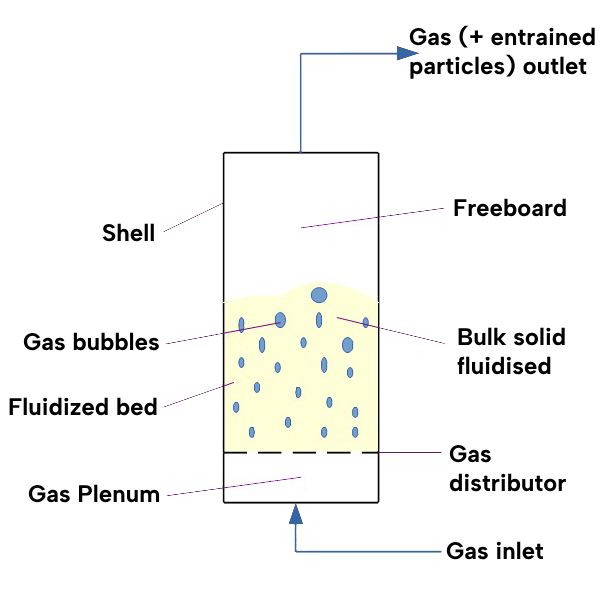 Gas (+ entrained
particles) outlet
Freeboard
Shell
Gas bubbles
Bulk solid
fluidised
Fluidized bed
Gas
distributor
Gas Plenum
Gas inlet